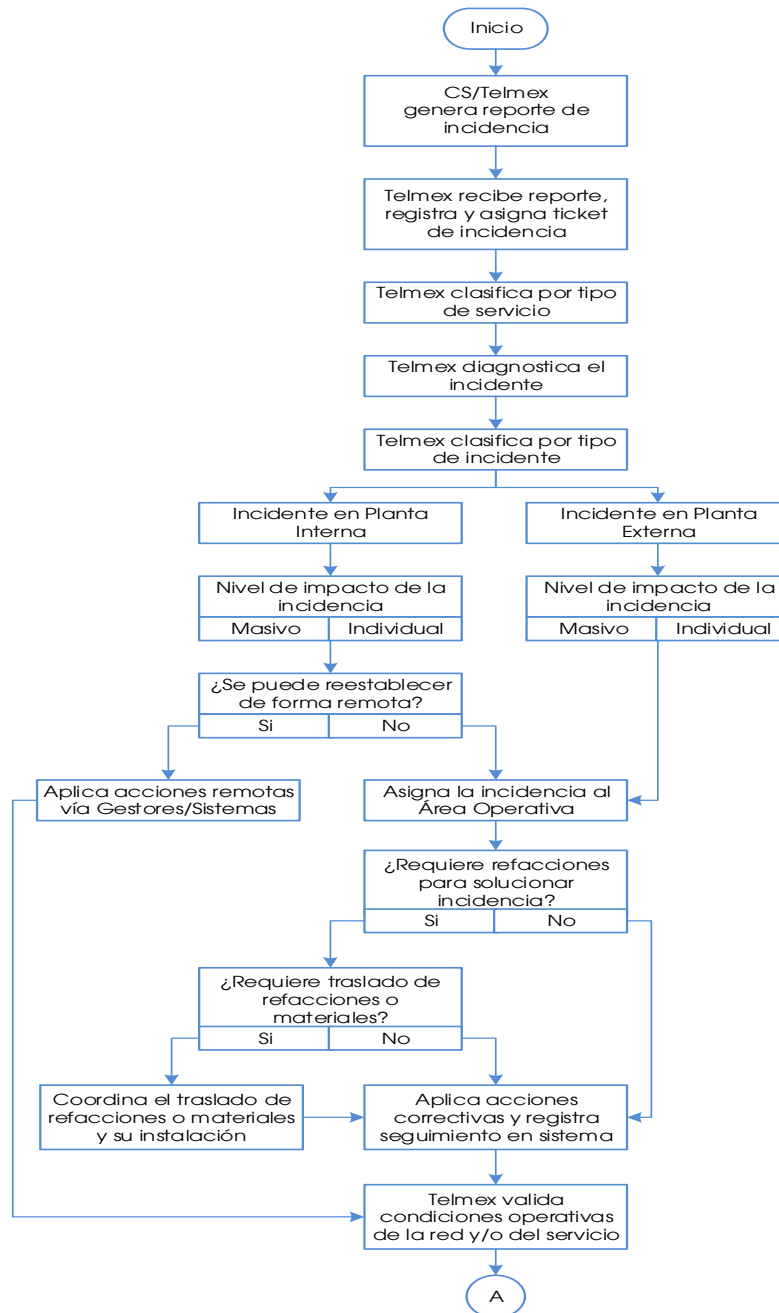 Inicio
CS/Telmex
genera reporte de
incidencia
Telmex recibe reporte,
registra y asigna ticket
de incidencia
Telmex clasifica por tipo
de servicio
Telmex diagnostica el
incidente
Telmex clasifica por tipo
de incidente
Incidente en Planta
Interna
Incidente en Planta
Externa
Nivel de impacto de la
incidencia
Masivo
Individual
Nivel de impacto de la
incidencia
Masivo
Individual
¿Se puede reestablecer
de forma remota?
Si
No
Aplica acciones remotas
vía Gestores/Sistemas
Asigna la incidencia al
Área Operativa
¿Requiere refacciones
para solucionar
incidencia?
Si
No
¿Requiere traslado de
refacciones o
materiales?
Si
No
Coordina el traslado de
refacciones o materiales
y su instalación
Aplica acciones
correctivas y registra
seguimiento en sistema
Telmex valida
condiciones operativas
de la red y/o del servicio
A